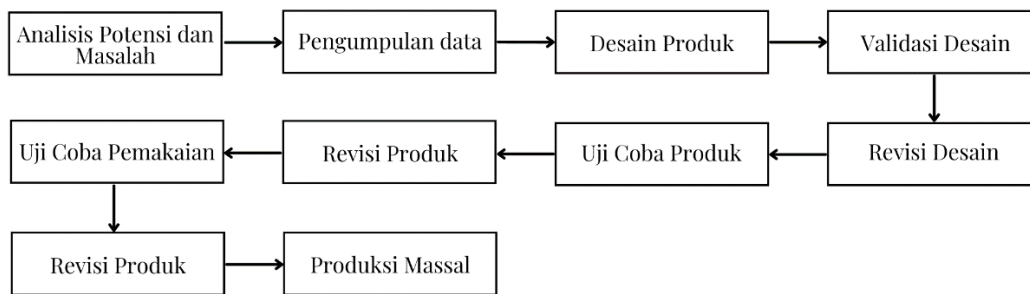 Analisis Potensi dan
Masalah
Pengumpulan data
Desain Produk
Validasi Desain
Revisi Desain
Uji Coba Produk
Revisi Produk
Uji Coba Pemakaian
Revisi Produk
Produksi Massal